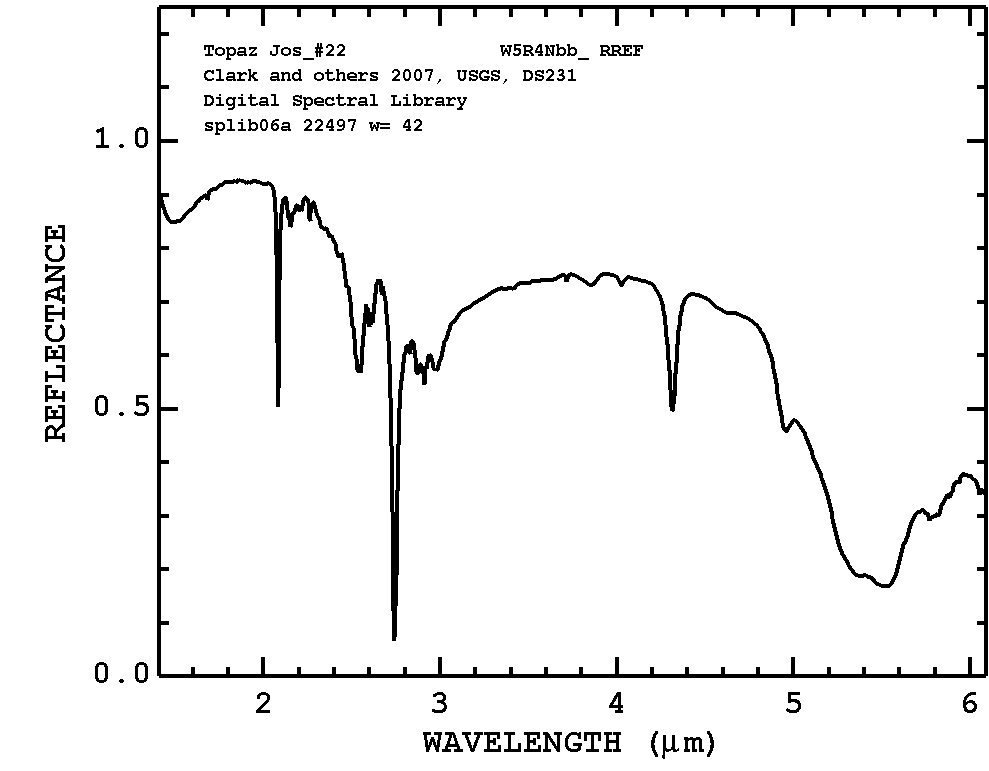 Topaz Jos_#22 W5R4Nbb_ RREF
Clark and others 2007, USGS, DS231
Digital Spectral Library
splib06a 22497 w= 42
1.0
0.5
0.0
REFLECTANCE
2 3 4 5 6
WAVELENGTH (μm)